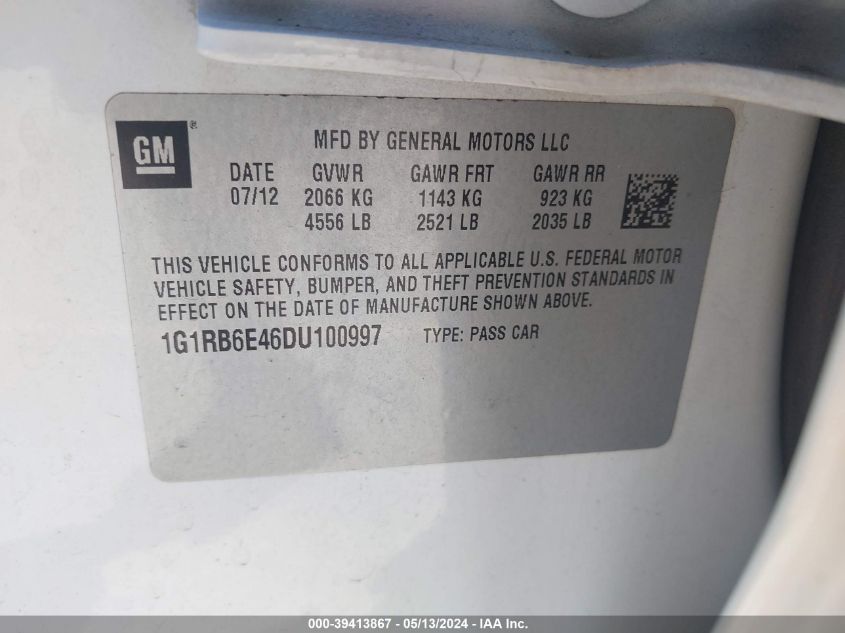 GM ®
MFD BY GENERAL MOTORS LLC
DATE GVWR GAWR FRT GAWR RR
07/12 2066 KG 1143 KG 923 KG
4556 LB 2521 LB 2035 LB
THIS VEHICLE CONFORMS TO ALL APPLICABLE U.S. FEDERAL MOTOR
VEHICLE SAFETY, BUMPER, AND THEFT PREVENTION STANDARDS IN
EFFECT ON THE DATE OF MANUFACTURE SHOWN ABOVE.
1G1RB6E46DU100997 TYPE: PASS CAR
000-39413867 - 05/13/2024 - IAA Inc.